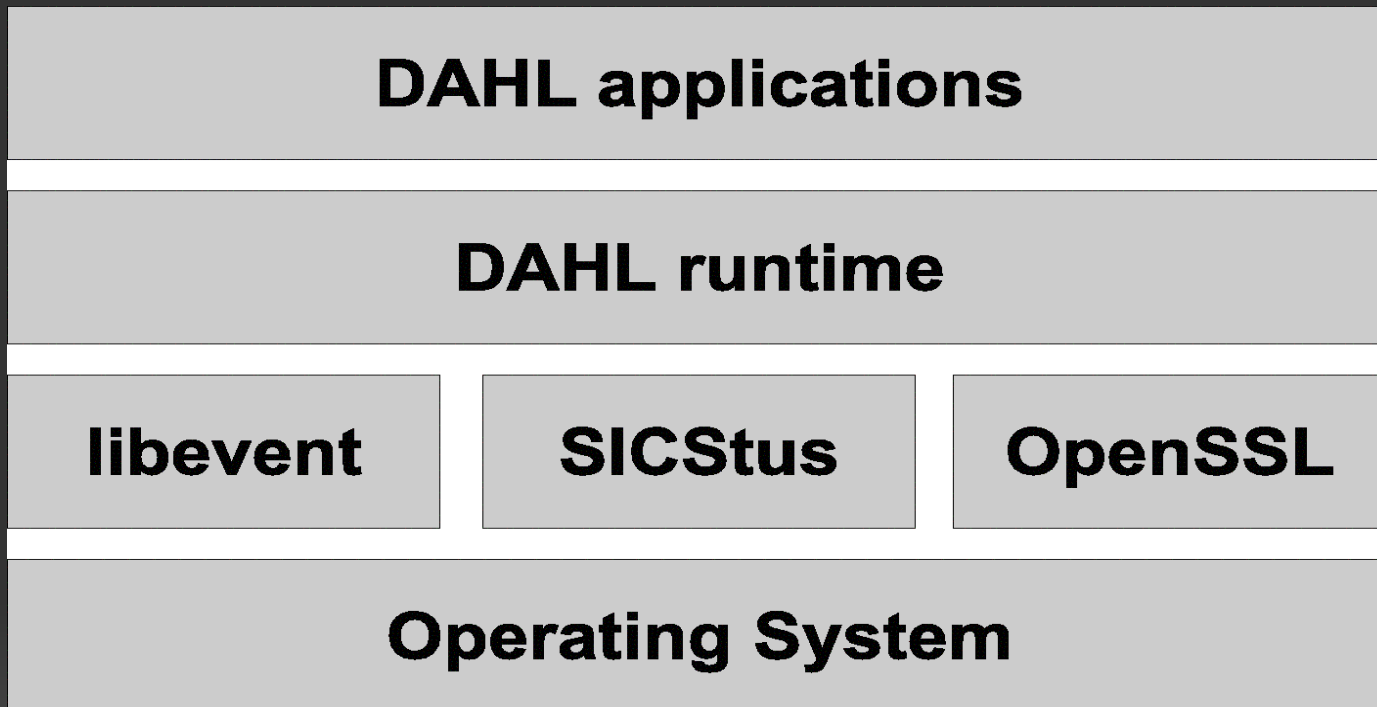 DAHL applications
DAHL runtime
libevent
SICStus
OpenSSL
Operating System